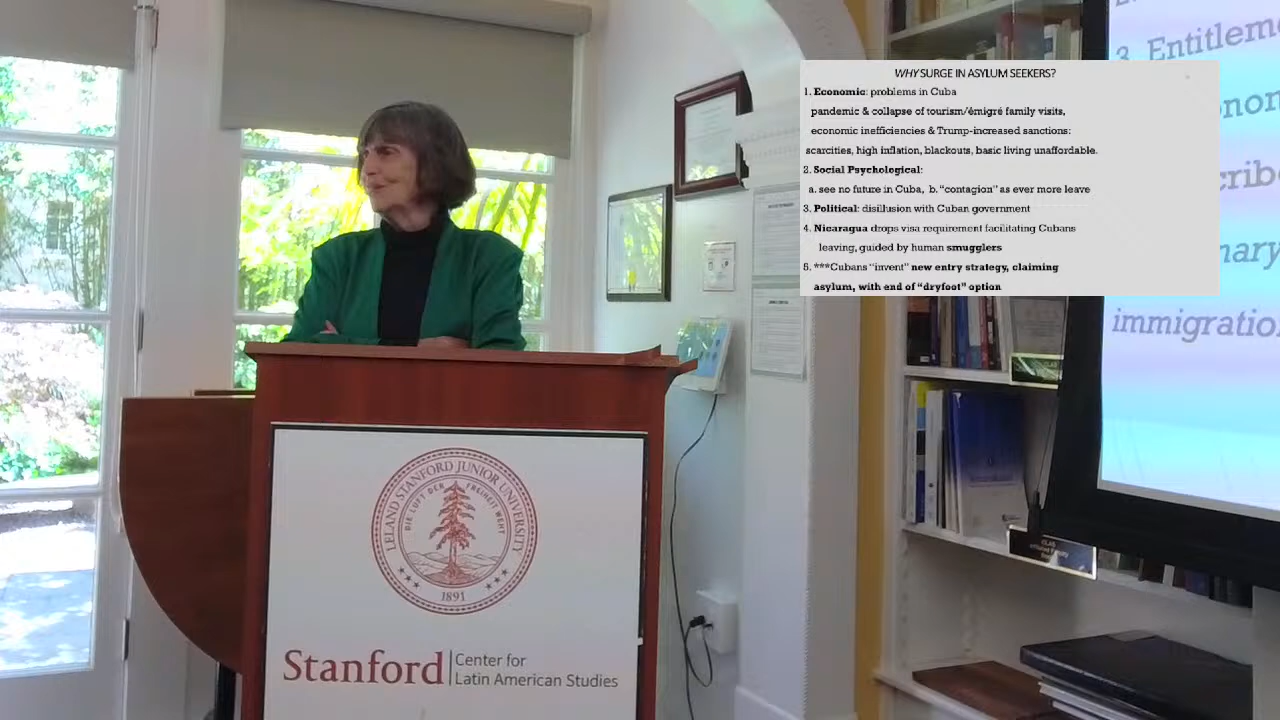 3. Entitlem
immigratio
WHY SURGE IN ASYLUM SEEKERS?
1. Economic: problems in Cuba
pandemic & collapse of tourism/émigré family visits,
economic inefficiencies & Trump-increased sanctions:
scarcities, high inflation, blackouts, basic living unaffordable.
2. Social Psychological:
a. see no future in Cuba, b. "contagion" as ever more leave
3. Political: disillusion with Cuban government
4. Nicaragua drops visa requirement facilitating Cubans
leaving, guided by human smugglers
5. ***Cubans "invent" new entry strategy, claiming
asylum, with end of "dryfoot" option
LELAND STANFORD JUNIOR UNIVERSITY
DIE LUFT DER FREIHEIT WEHT
1891
Stanford
Center for
Latin American Studies